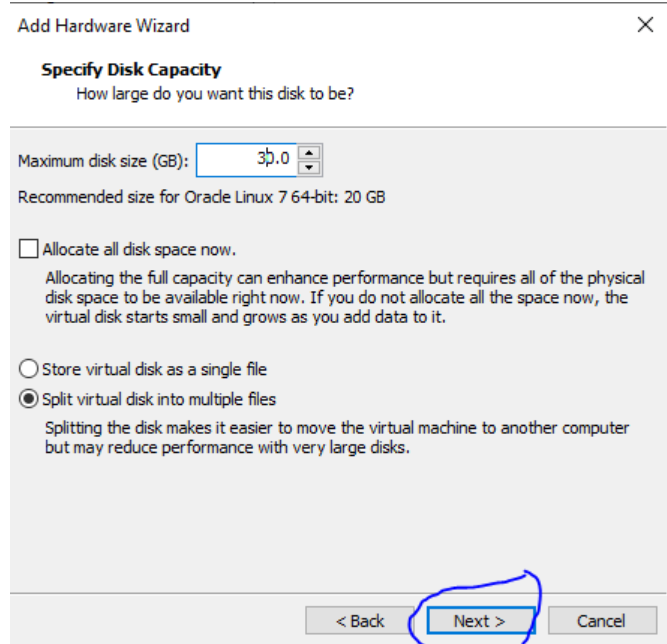 Add Hardware Wizard
Specify Disk Capacity
How large do you want this disk to be?
Maximum disk size (GB): 30.0
Recommended size for Oracle Linux 7 64-bit: 20 GB
Allocate all disk space now.
Allocating the full capacity can enhance performance but requires all of the physical
disk space to be available right now. If you do not allocate all the space now, the
virtual disk starts small and grows as you add data to it.
Store virtual disk as a single file
Split virtual disk into multiple files
Splitting the disk makes it easier to move the virtual machine to another computer
but may reduce performance with very large disks.
< Back Next > Cancel